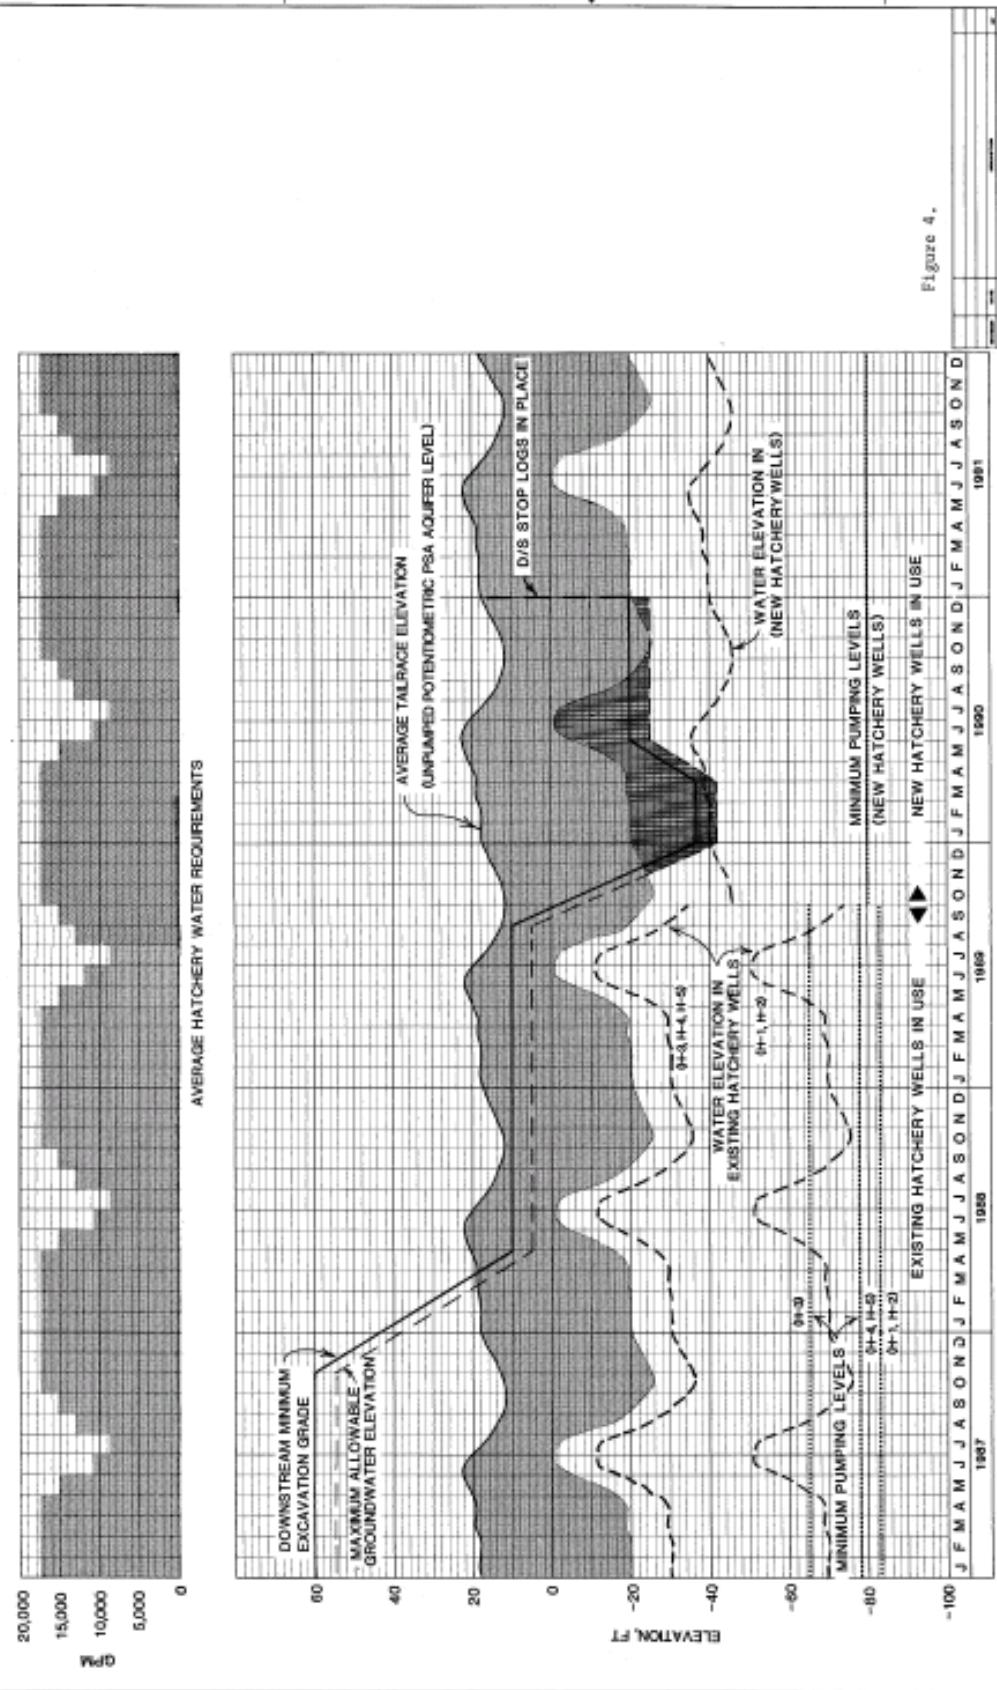 20,000
15,000
10,000
5,000
0
GPM
AVERAGE HATCHERY WATER REQUIREMENTS
60
40
20
0
-20
-40
-60
-80
-100
ELEVATION, FT
DOWNSTREAM MINIMUM
EXCAVATION GRADE
MAXIMUM ALLOWABLE
GROUNDWATER ELEVATION
AVERAGE TAILRACE ELEVATION
(UNPUMPED POTENTIOMETRIC PSA AQUIFER LEVEL)
D/S STOP LOGS IN PLACE
(H-3, H-4, H-5)
WATER ELEVATION IN
EXISTING HATCHERY WELLS
(H-1, H-2)
WATER ELEVATION IN
(NEW HATCHERY WELLS)
(H-3)
MINIMUM PUMPING LEVELS
(H-4, H-5)
(H-1, H-2)
MINIMUM PUMPING LEVELS
(NEW HATCHERY WELLS)
EXISTING HATCHERY WELLS IN USE
NEW HATCHERY WELLS IN USE
J F M A M J J A S O N D J F M A M J J A S O N D J F M A M J J A S O N D J F M A M J J A S O N D J F M A M J J A S O N D
1987 1988 1989 1990 1991
Figure 4.